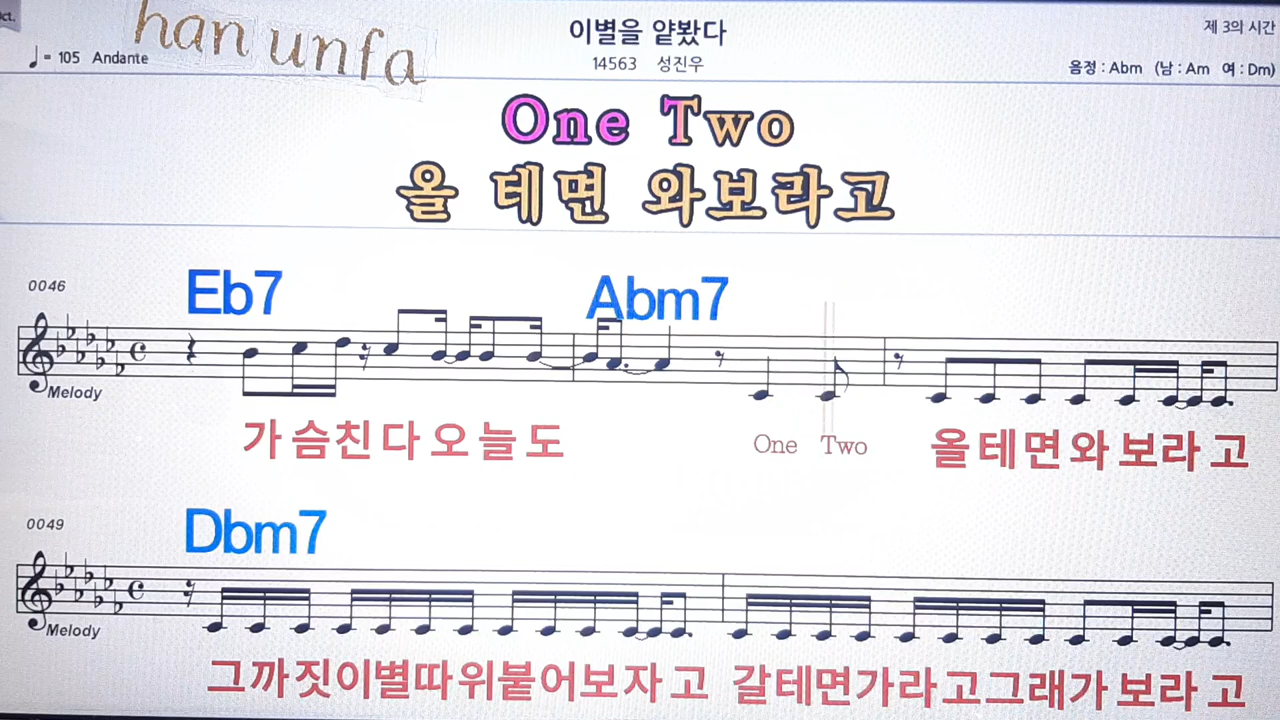 ct.
han unfa
이별을 얕봤다
제 3의 시간
♩= 105 Andante
14563 성진우
음정 : Abm (남 : Am 여 : Dm)
One Two
올 테면 와보라고
0046
Eb7 Abm7
Melody
가슴친다오늘도 One Two 올테면와보라고
0049
Dbm7
Melody
그까짓이별따위붙어보자고 갈테면가라고그래가보라고